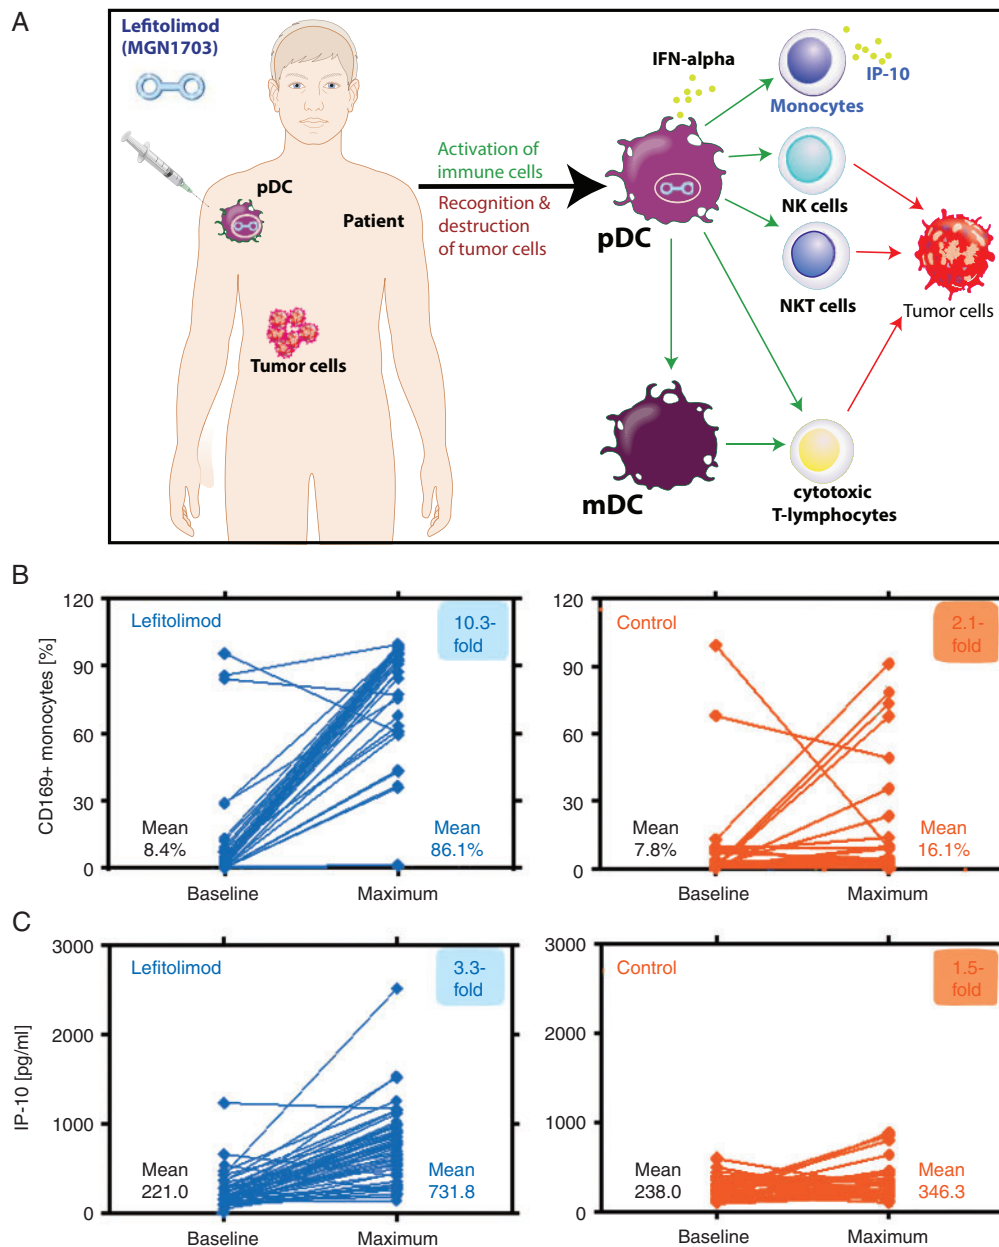 A
Lefitolimod
(MGN1703)
pDC
Patient
Tumor cells
Activation of
immune cells
Recognition &
destruction
of tumor cells
IFN-alpha
pDC
mDC
IP-10
Monocytes
NK cells
NKT cells
Tumor cells
cytotoxic
T-lymphocytes
B
CD169+ monocytes [%]
120
90
60
30
0
Lefitolimod
10.3-
fold
Mean
8.4%
Mean
86.1%
Baseline
Maximum
120
90
60
30
0
Control
2.1-
fold
Mean
7.8%
Mean
16.1%
Baseline
Maximum
C
IP-10 [pg/ml]
3000
2000
1000
0
Lefitolimod
3.3-
fold
Mean
221.0
Mean
731.8
Baseline
Maximum
3000
2000
1000
0
Control
1.5-
fold
Mean
238.0
Mean
346.3
Baseline
Maximum